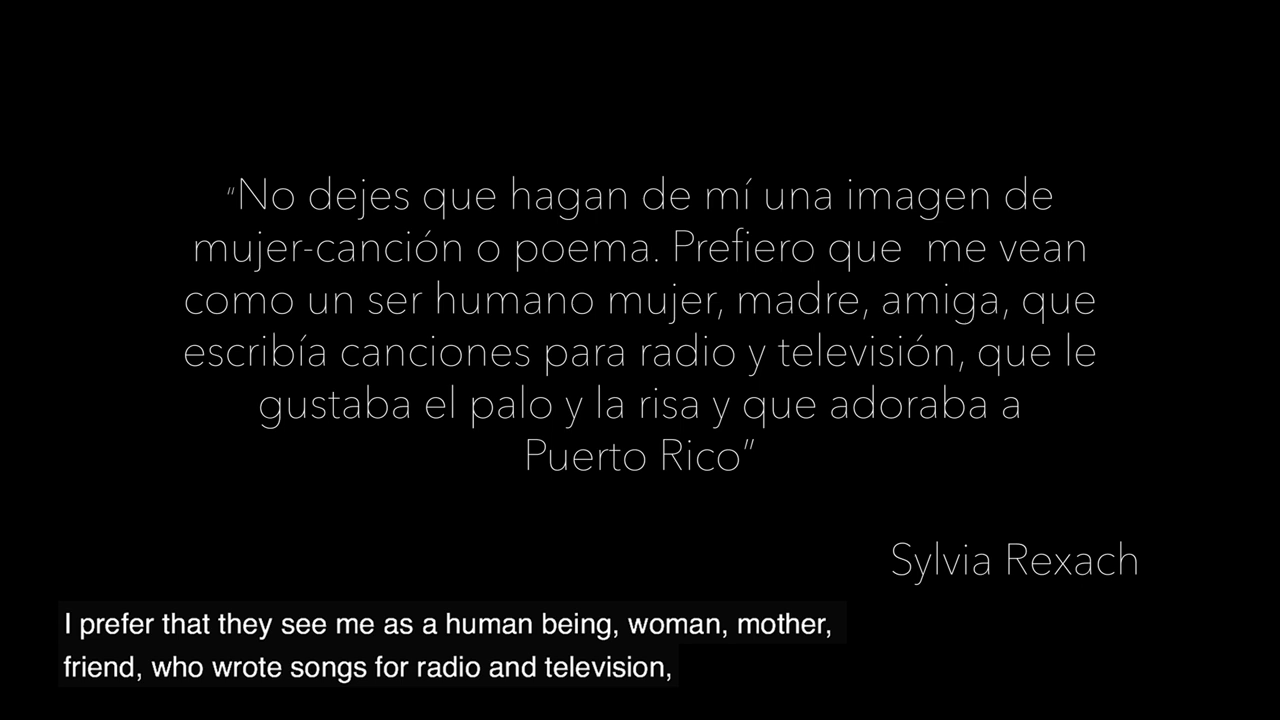 “No dejes que hagan de mí una imagen de
mujer-canción o poema. Prefiero que  me vean
como un ser humano mujer, madre, amiga, que
escribía canciones para radio y televisión, que le
gustaba el palo y la risa y que adoraba a
Puerto Rico”
Sylvia Rexach
I prefer that they see me as a human being, woman, mother,
friend, who wrote songs for radio and television,